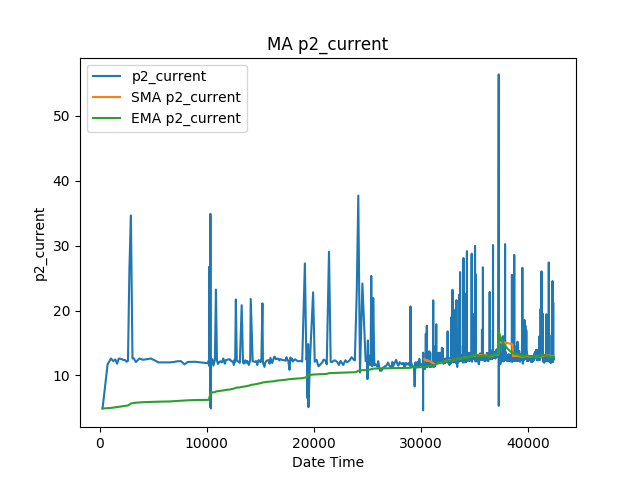 MA p2_current
p2_current
SMA p2_current
EMA p2_current
p2_current
50
40
30
20
10
0
10000
20000
30000
40000
Date Time